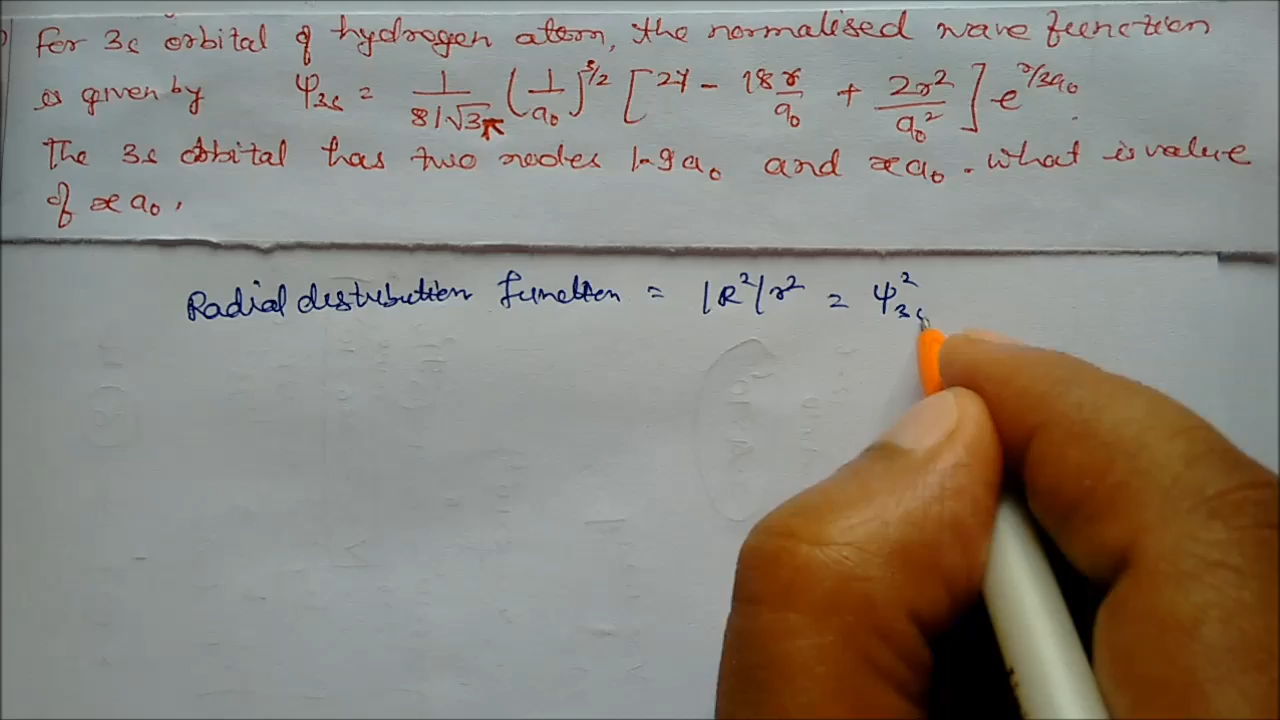 For 3s orbital of hydrogen atom, the normalised wave function
is given by ψ3s = 1/81√3π (1/a₀)^3/2 [27 - 18r/a₀ + 2r²/a₀²] e^r/3a₀
The 3s orbital has two nodes 1.9a₀ and xa₀. what is value
of xa₀.
Radial distribution function = |R²|r² = ψ²3s